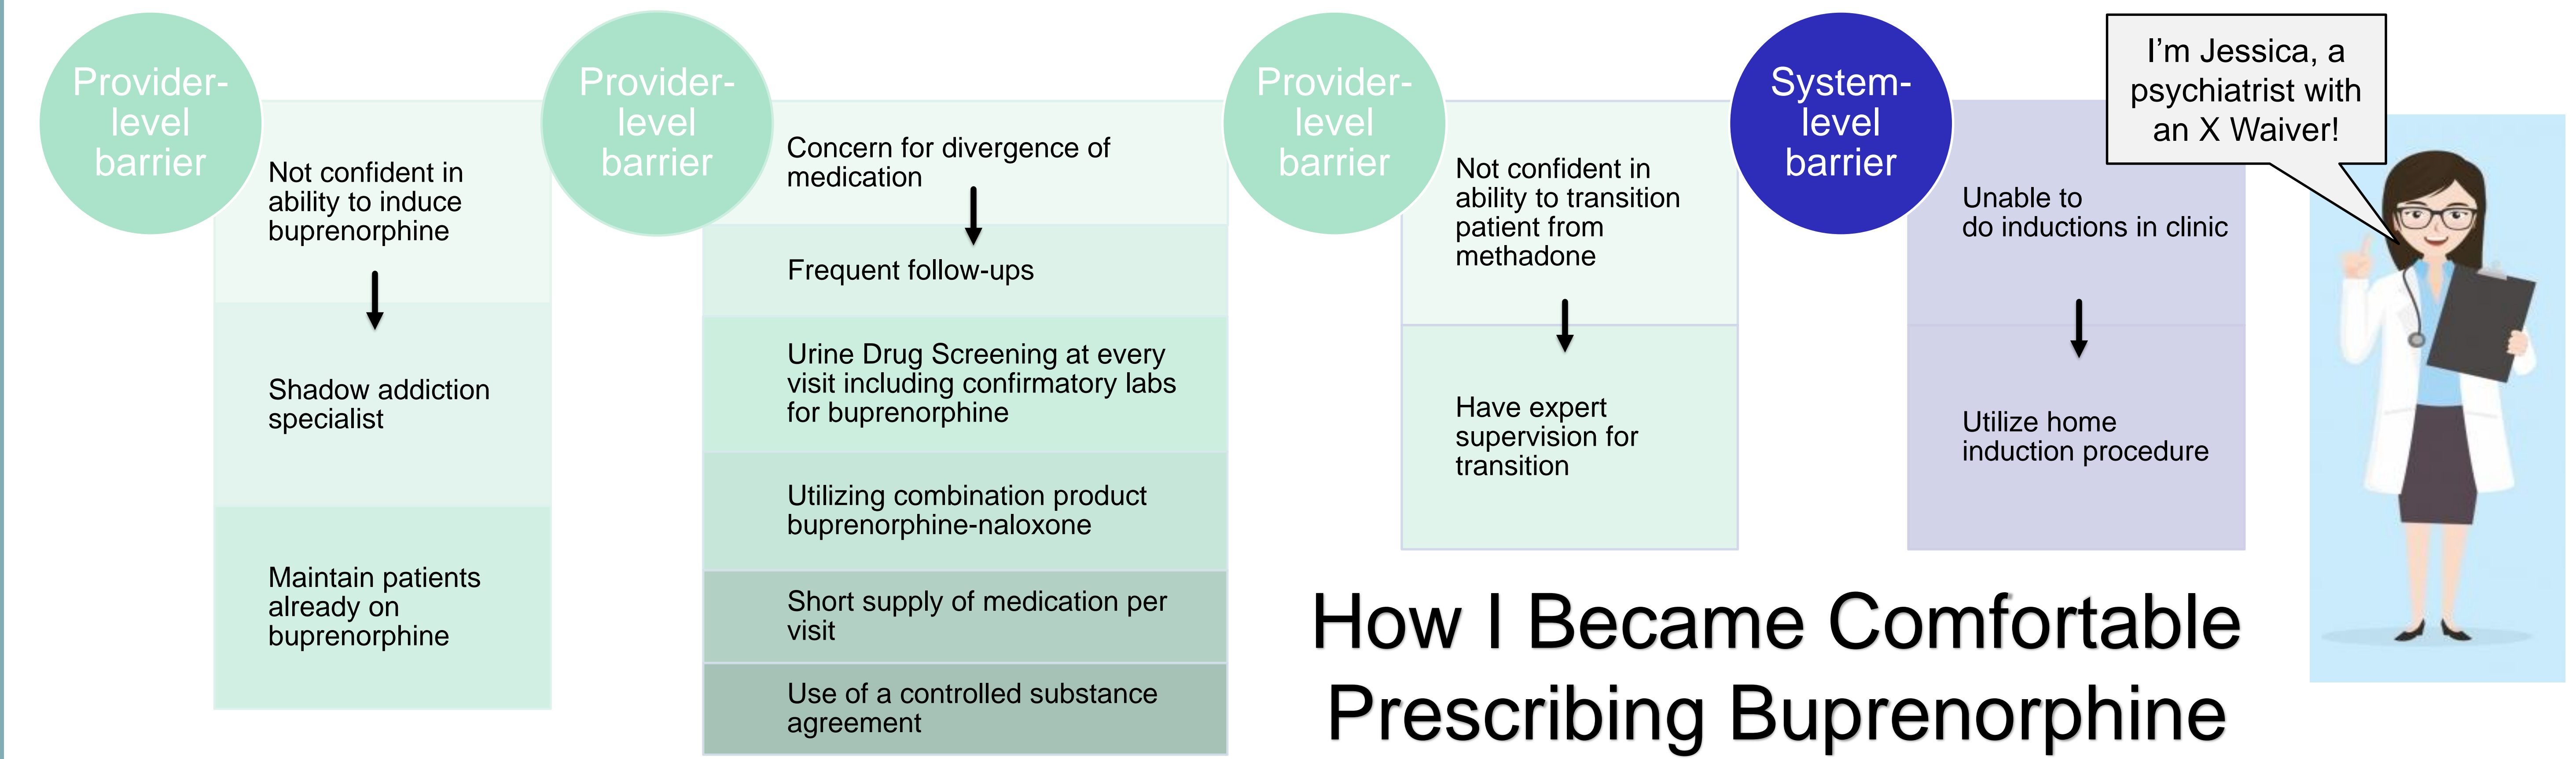 Provider-
level
barrier
Not confident in
ability to induce
buprenorphine
Shadow addiction
specialist
Maintain patients
already on
buprenorphine
Provider-
level
barrier
Concern for divergence of
medication
Frequent follow-ups
Urine Drug Screening at every
visit including confirmatory labs
for buprenorphine
Utilizing combination product
buprenorphine-naloxone
Short supply of medication per
visit
Use of a controlled substance
agreement
Provider-
level
barrier
Not confident in
ability to transition
patient from
methadone
Have expert
supervision for
transition
System-
level
barrier
Unable to
do inductions in clinic
Utilize home
induction procedure
I’m Jessica, a
psychiatrist with
an X Waiver!
How I Became Comfortable
Prescribing Buprenorphine